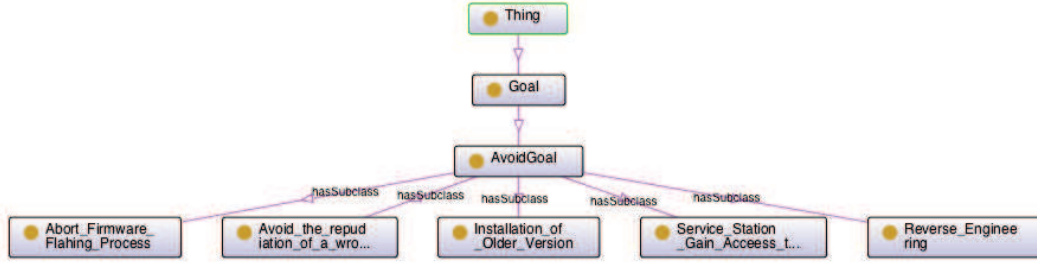 Thing
Goal
AvoidGoal
hasSubclass
hasSubclass
hasSubclass
hasSubclass
hasSubclass
Abort_Firmware_
Flahing_Process
Avoid_the_repud
iation_of_a_wro...
Installation_of
_Older_Version
Service_Station
_Gain_Acceess_t...
Reverse_Enginee
ring